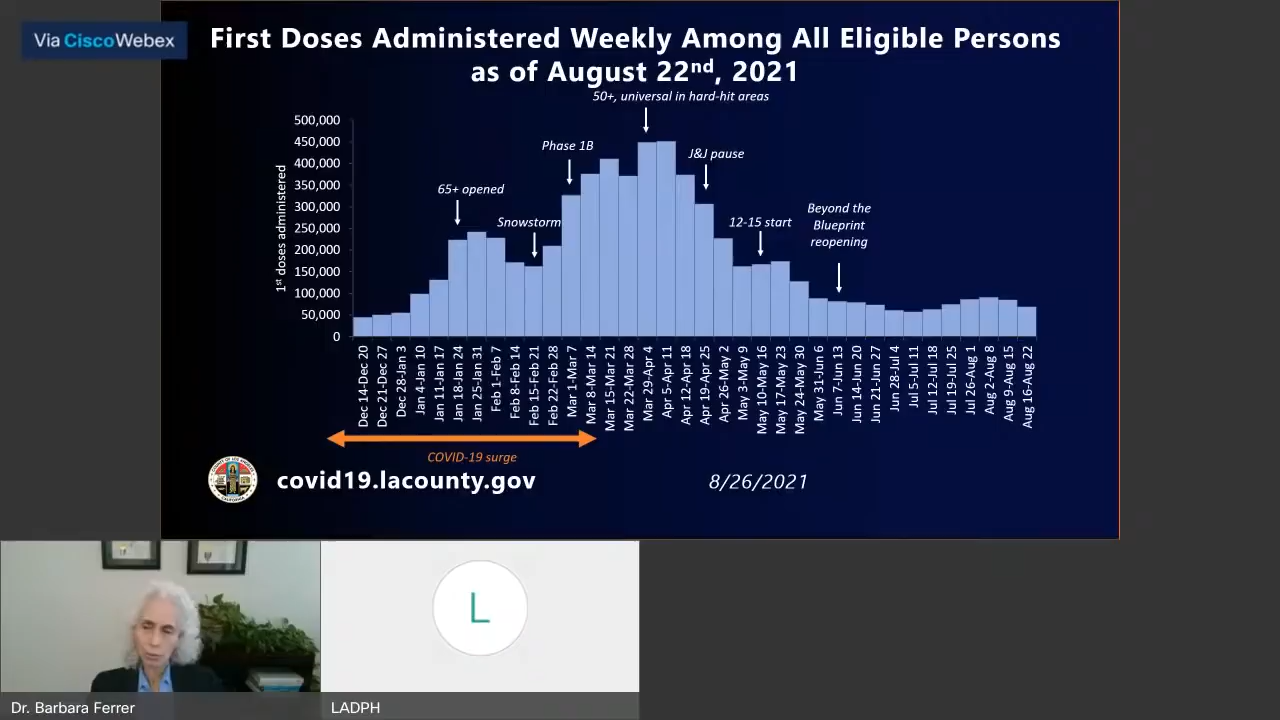 Via Cisco Webex
First Doses Administered Weekly Among All Eligible Persons
as of August 22nd, 2021
50+, universal in hard-hit areas
Phase 1B
J&J pause
65+ opened
Snowstorm
12-15 start
Beyond the
Blueprint
reopening
1st doses administered
500,000
450,000
400,000
350,000
300,000
250,000
200,000
150,000
100,000
50,000
0
Dec 14-Dec 20
Dec 21-Dec 27
Dec 28-Jan 3
Jan 4-Jan 10
Jan 11-Jan 17
Jan 18-Jan 24
Jan 25-Jan 31
Feb 1-Feb 7
Feb 8-Feb 14
Feb 15-Feb 21
Feb 22-Feb 28
Mar 1-Mar 7
Mar 8-Mar 14
Mar 15-Mar 21
Mar 22-Mar 28
Mar 29-Apr 4
Apr 5-Apr 11
Apr 12-Apr 18
Apr 19-Apr 25
Apr 26-May 2
May 3-May 9
May 10-May 16
May 17-May 23
May 24-May 30
May 31-Jun 6
Jun 7-Jun 13
Jun 14-Jun 20
Jun 21-Jun 27
Jun 28-Jul 4
Jul 5-Jul 11
Jul 12-Jul 18
Jul 19-Jul 25
Jul 26-Aug 1
Aug 2-Aug 8
Aug 9-Aug 15
Aug 16-Aug 22
COVID-19 surge
covid19.lacounty.gov
8/26/2021
L
Dr. Barbara Ferrer
LADPH